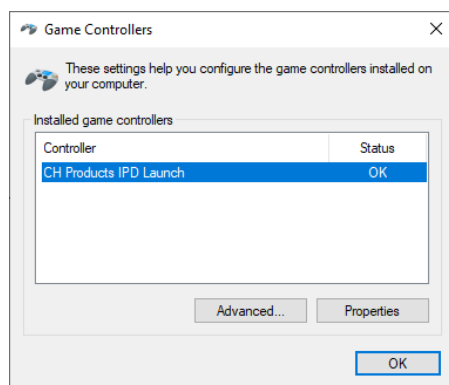 Game Controllers
These settings help you configure the game controllers installed on
your computer.
Installed game controllers
Controller Status
CH Products IPD Launch OK
Advanced... Properties
OK